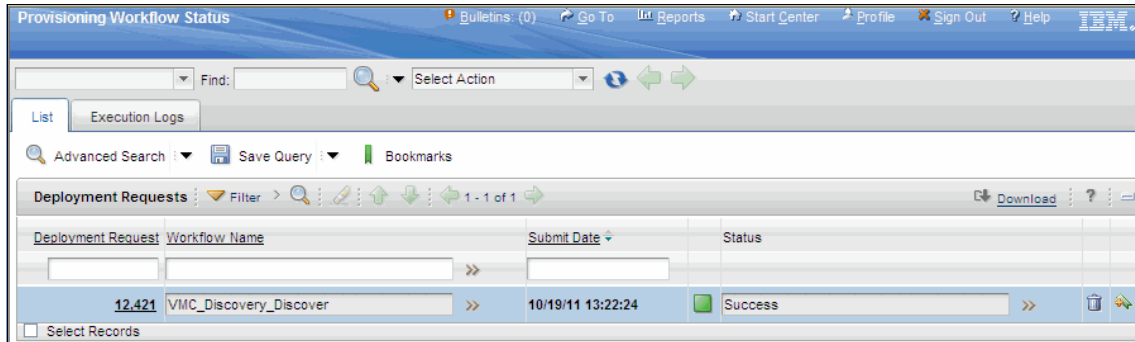 Provisioning Workflow Status Bulletins: (0) Go To Reports Start Center Profile Sign Out ? Help IBM.
Find: Select Action
List Execution Logs
Advanced Search Save Query Bookmarks
Deployment Requests Filter > 1 - 1 of 1 Download ?
Deployment Request Workflow Name Submit Date Status
12,421 VMC_Discovery_Discover 10/19/11 13:22:24 Success
Select Records